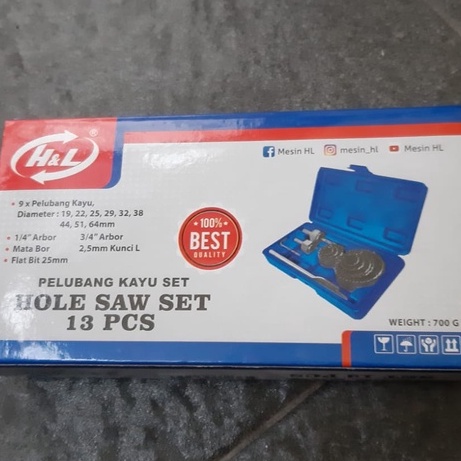 H&L ®
Mesin HL mesin_hl Mesin HL
• 9 x Pelubang Kayu,
Diameter : 19, 22, 25, 29, 32, 38
44, 51, 64mm
• 1/4" Arbor 3/4" Arbor
• Mata Bor 2,5mm Kunci L
• Flat Bit 25mm
100%
BEST
QUALITY
PELUBANG KAYU SET
HOLE SAW SET
13 PCS
WEIGHT : 700 G